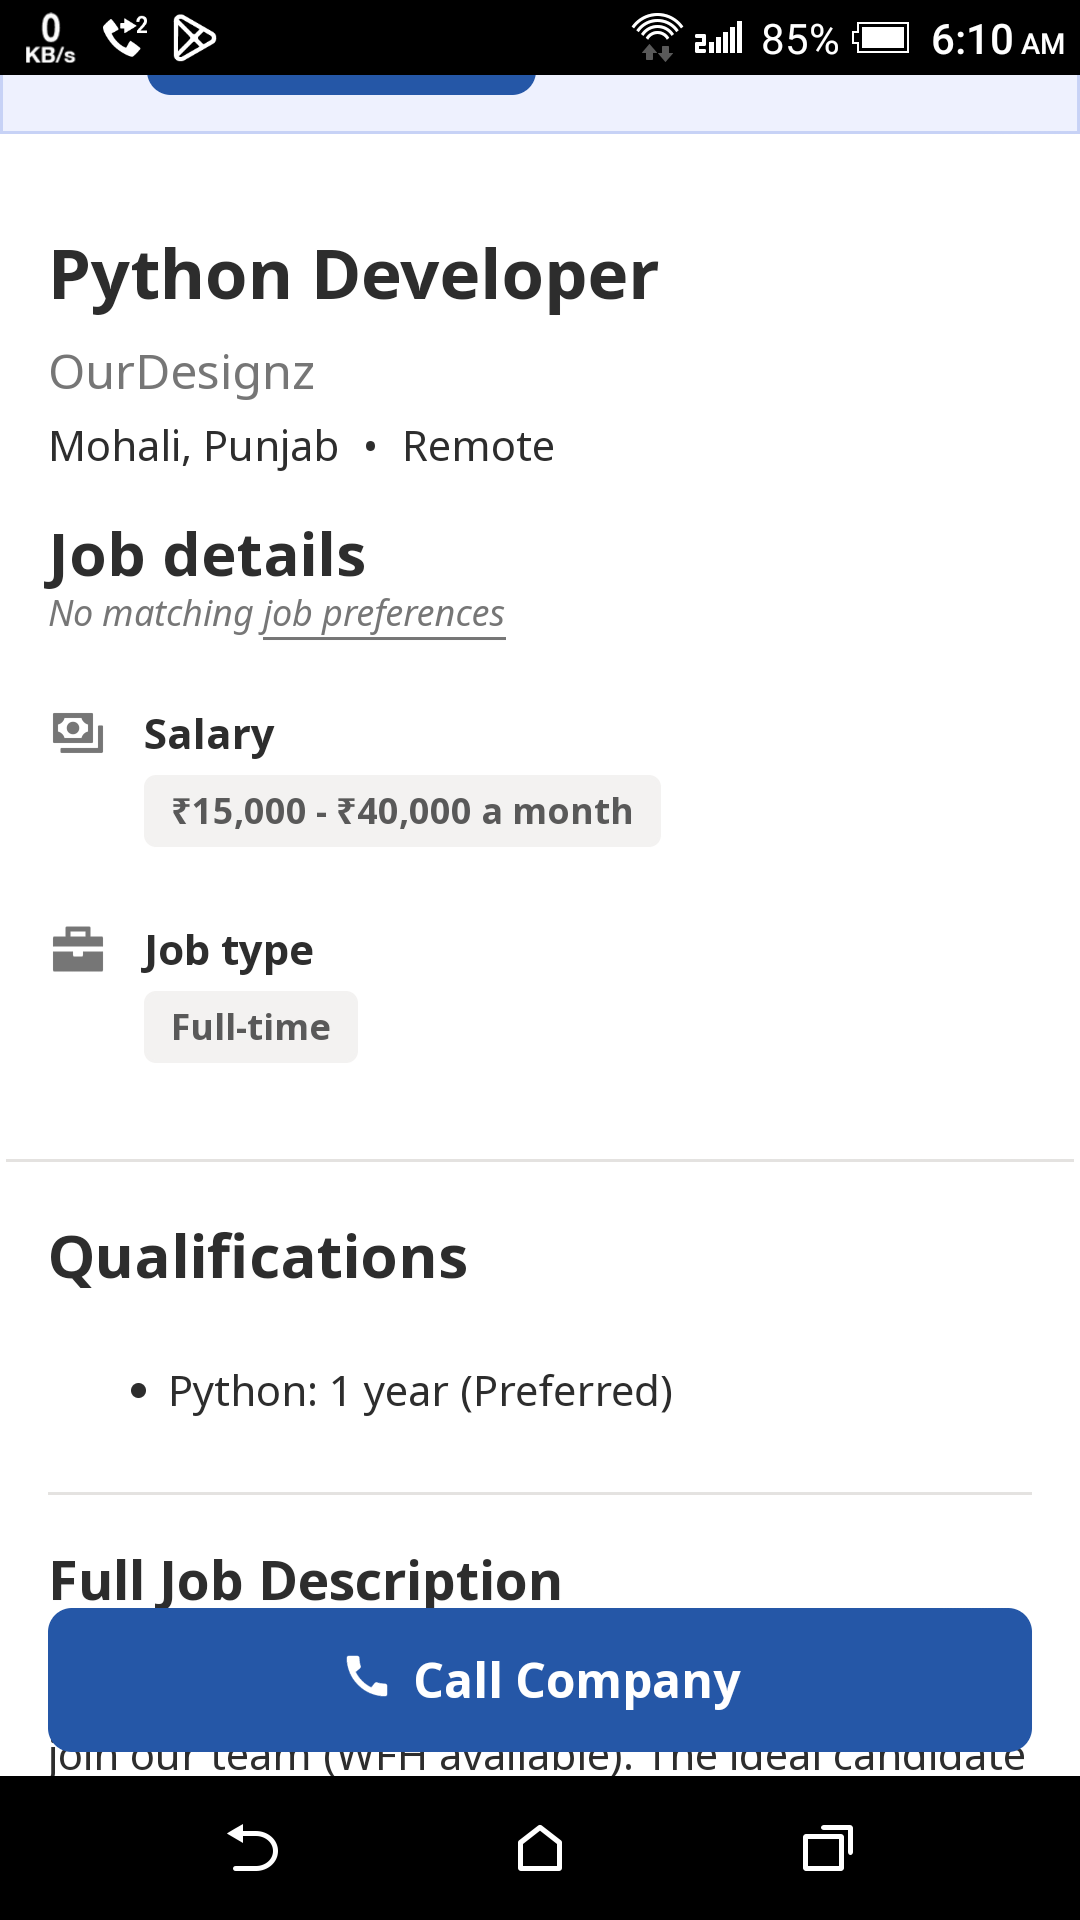 0
KB/s
2
2
85%
6:10 AM
Python Developer
OurDesignz
Mohali, Punjab • Remote
Job details
No matching job preferences
Salary
₹15,000 - ₹40,000 a month
Job type
Full-time
Qualifications
• Python: 1 year (Preferred)
Full Job Description
Call Company
join our team (WFH available). The ideal candidate